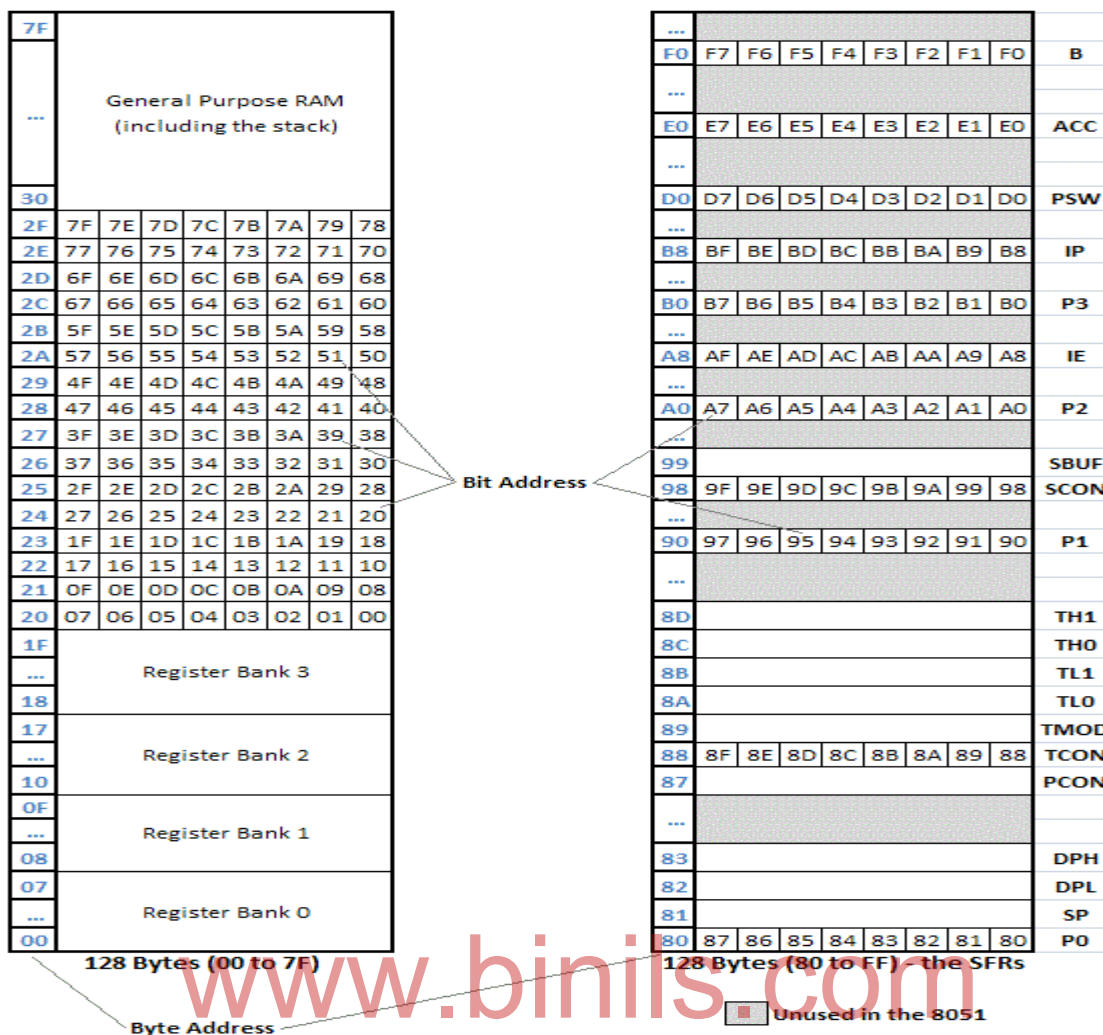 7F
...
General Purpose RAM
(including the stack)
30
2F 7F 7E 7D 7C 7B 7A 79 78
2E 77 76 75 74 73 72 71 70
2D 6F 6E 6D 6C 6B 6A 69 68
2C 67 66 65 64 63 62 61 60
2B 5F 5E 5D 5C 5B 5A 59 58
2A 57 56 55 54 53 52 51 50
29 4F 4E 4D 4C 4B 4A 49 48
28 47 46 45 44 43 42 41 40
27 3F 3E 3D 3C 3B 3A 39 38
26 37 36 35 34 33 32 31 30
25 2F 2E 2D 2C 2B 2A 29 28
24 27 26 25 24 23 22 21 20
23 1F 1E 1D 1C 1B 1A 19 18
22 17 16 15 14 13 12 11 10
21 0F 0E 0D 0C 0B 0A 09 08
20 07 06 05 04 03 02 01 00
1F
... Register Bank 3
18
17
... Register Bank 2
10
0F
... Register Bank 1
08
07
... Register Bank 0
00
128 Bytes (00 to 7F)
Byte Address
Bit Address
...
F0 F7 F6 F5 F4 F3 F2 F1 F0 B
...
E0 E7 E6 E5 E4 E3 E2 E1 E0 ACC
...
D0 D7 D6 D5 D4 D3 D2 D1 D0 PSW
...
B8 BF BE BD BC BB BA B9 B8 IP
...
B0 B7 B6 B5 B4 B3 B2 B1 B0 P3
...
A8 AF AE AD AC AB AA A9 A8 IE
...
A0 A7 A6 A5 A4 A3 A2 A1 A0 P2
...
99 SBUF
98 9F 9E 9D 9C 9B 9A 99 98 SCON
...
90 97 96 95 94 93 92 91 90 P1
...
8D TH1
8C TH0
8B TL1
8A TL0
89 TMOD
88 8F 8E 8D 8C 8B 8A 89 88 TCON
87 PCON
...
83 DPH
82 DPL
81 SP
80 87 86 85 84 83 82 81 80 P0
128 Bytes (80 to FF) - the SFRs
Unused in the 8051
www.binils.com